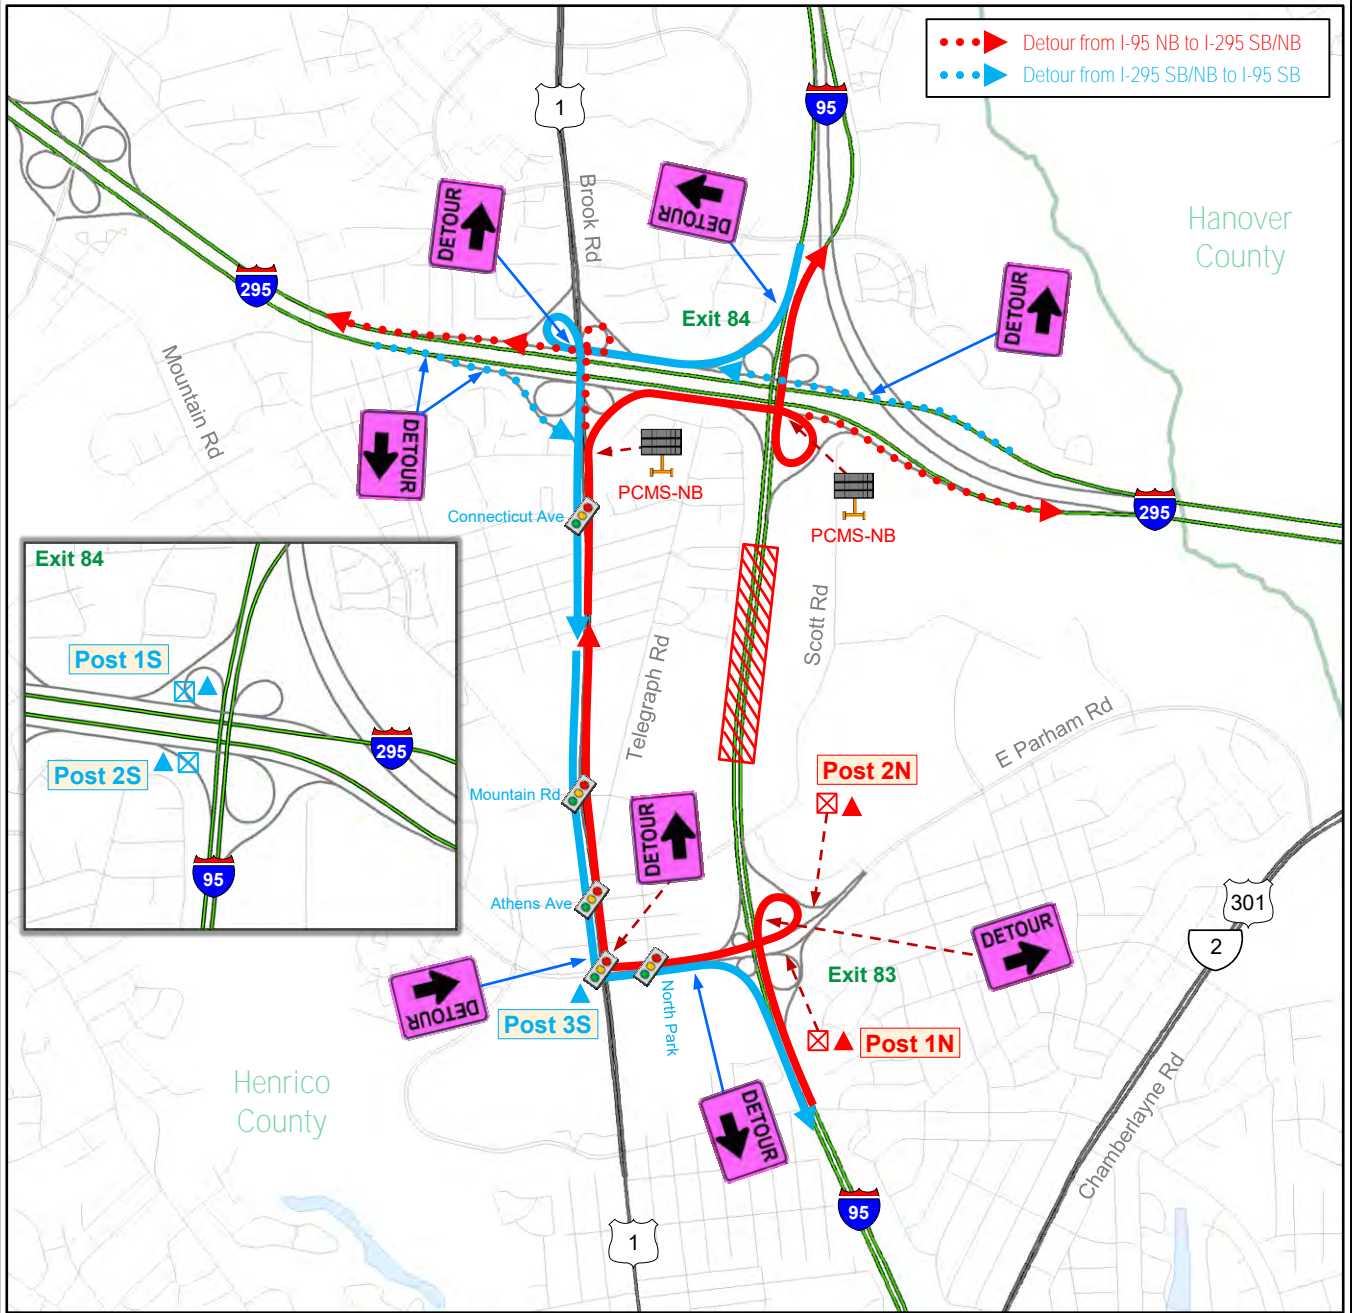 Detour from I-95 NB to I-295 SB/NB
Detour from I-295 SB/NB to I-95 SB
1
95
Brook Rd
DETOUR
DETOUR
Hanover
County
295
Exit 84
DETOUR
Mountain Rd
DETOUR
PCMS-NB
PCMS-NB
295
Connecticut Ave
Exit 84
Post 1S
295
Post 2S
95
Scott Rd
Telegraph Rd
E Parham Rd
Mountain Rd
Post 2N
DETOUR
Athens Ave
301
2
DETOUR
Exit 83
DETOUR
Post 3S
North Park
Post 1N
Henrico
County
DETOUR
Chamberlayne Rd
95
1